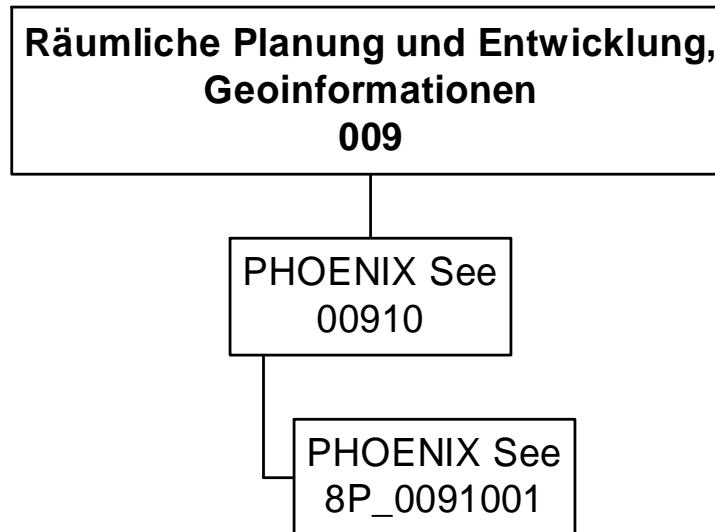 Räumliche Planung und Entwicklung,
Geoinformationen
009
PHOENIX See
00910
PHOENIX See
8P_0091001